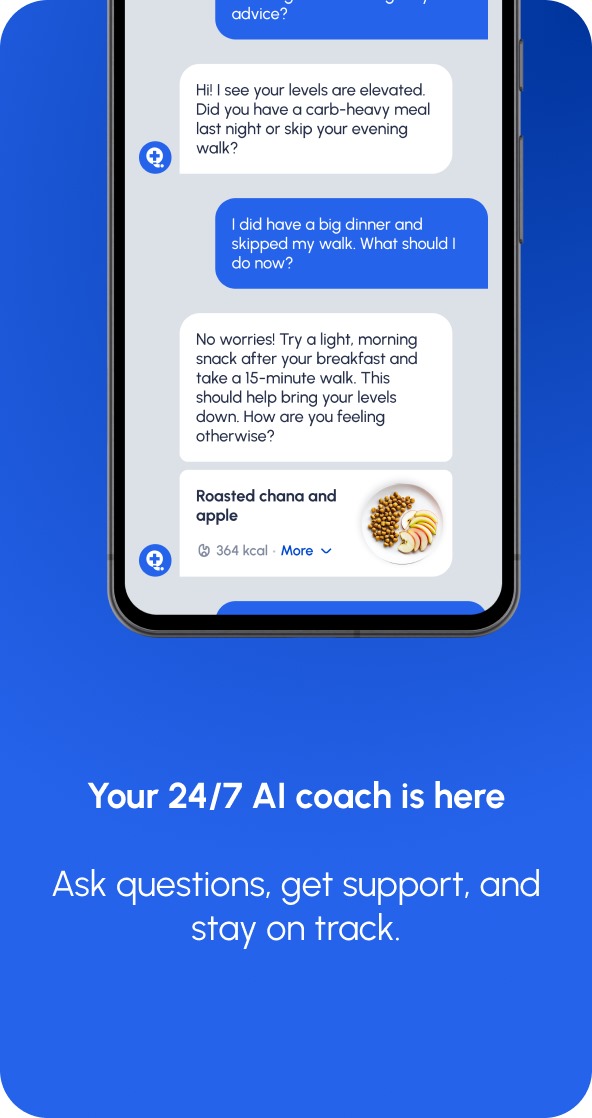 advice?
Hi! I see your levels are elevated.
Did you have a carb-heavy meal
last night or skip your evening
walk?
I did have a big dinner and
skipped my walk. What should I
do now?
No worries! Try a light, morning
snack after your breakfast and
take a 15-minute walk. This
should help bring your levels
down. How are you feeling
otherwise?
Roasted chana and
apple
364 kcal · More
Your 24/7 AI coach is here
Ask questions, get support, and
stay on track.